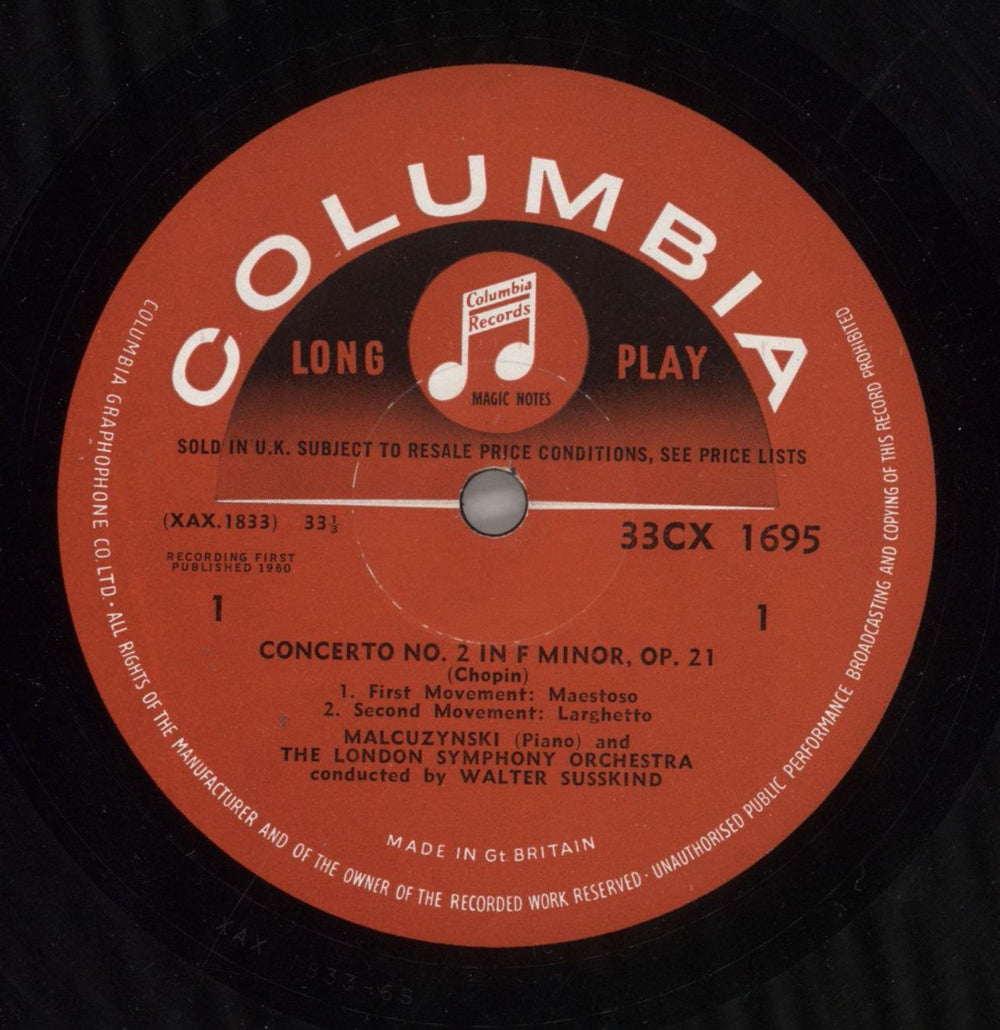 COLUMBIA
Columbia
Records
LONG PLAY
MAGIC NOTES
SOLD IN U.K. SUBJECT TO RESALE PRICE CONDITIONS, SEE PRICE LISTS
(XAX.1833) 33⅓
33CX 1695
RECORDING FIRST
PUBLISHED 1960
1 1
CONCERTO NO. 2 IN F MINOR, OP. 21
(Chopin)
1. First Movement: Maestoso
2. Second Movement: Larghetto
MALCUZYNSKI (Piano) and
THE LONDON SYMPHONY ORCHESTRA
conducted by WALTER SUSSKIND
MADE IN Gt. BRITAIN
COLUMBIA GRAPHOPHONE CO. LTD. · ALL RIGHTS OF THE MANUFACTURER AND OF THE OWNER OF THE RECORDED WORK RESERVED · UNAUTHORISED PUBLIC PERFORMANCE BROADCASTING AND COPYING OF THIS RECORD PROHIBITED
XAX 1833-6S